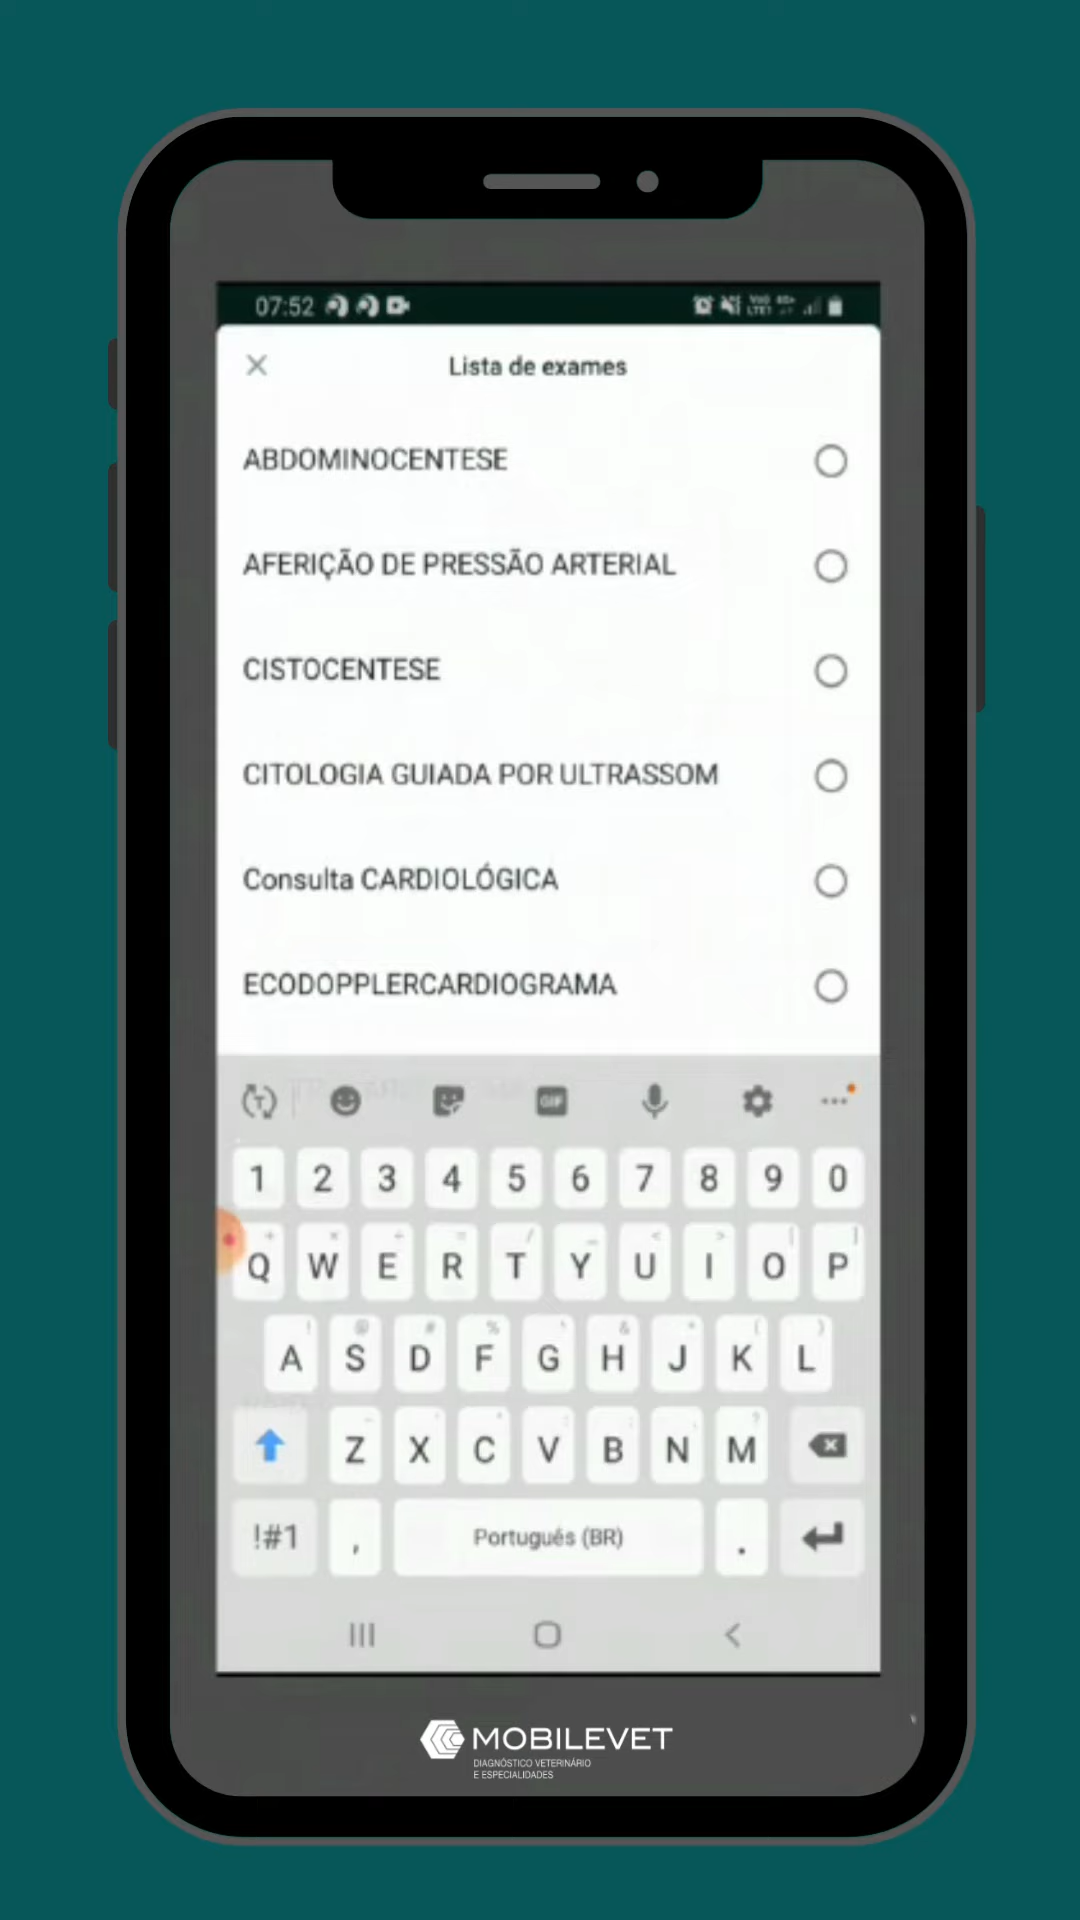 07:52
Lista de exames
ABDOMINOCENTESE
AFERIÇÃO DE PRESSÃO ARTERIAL
CISTOCENTESE
CITOLOGIA GUIADA POR ULTRASSOM
Consulta CARDIOLÓGICA
ECODOPPLERCARDIOGRAMA
GIF
1 2 3 4 5 6 7 8 9 0
Q W E R T Y U I O P
A S D F G H J K L
Z X C V B N M
!#1 , Português (BR) .
MOBILEVET
DIAGNÓSTICO VETERINÁRIO
E ESPECIALIDADES